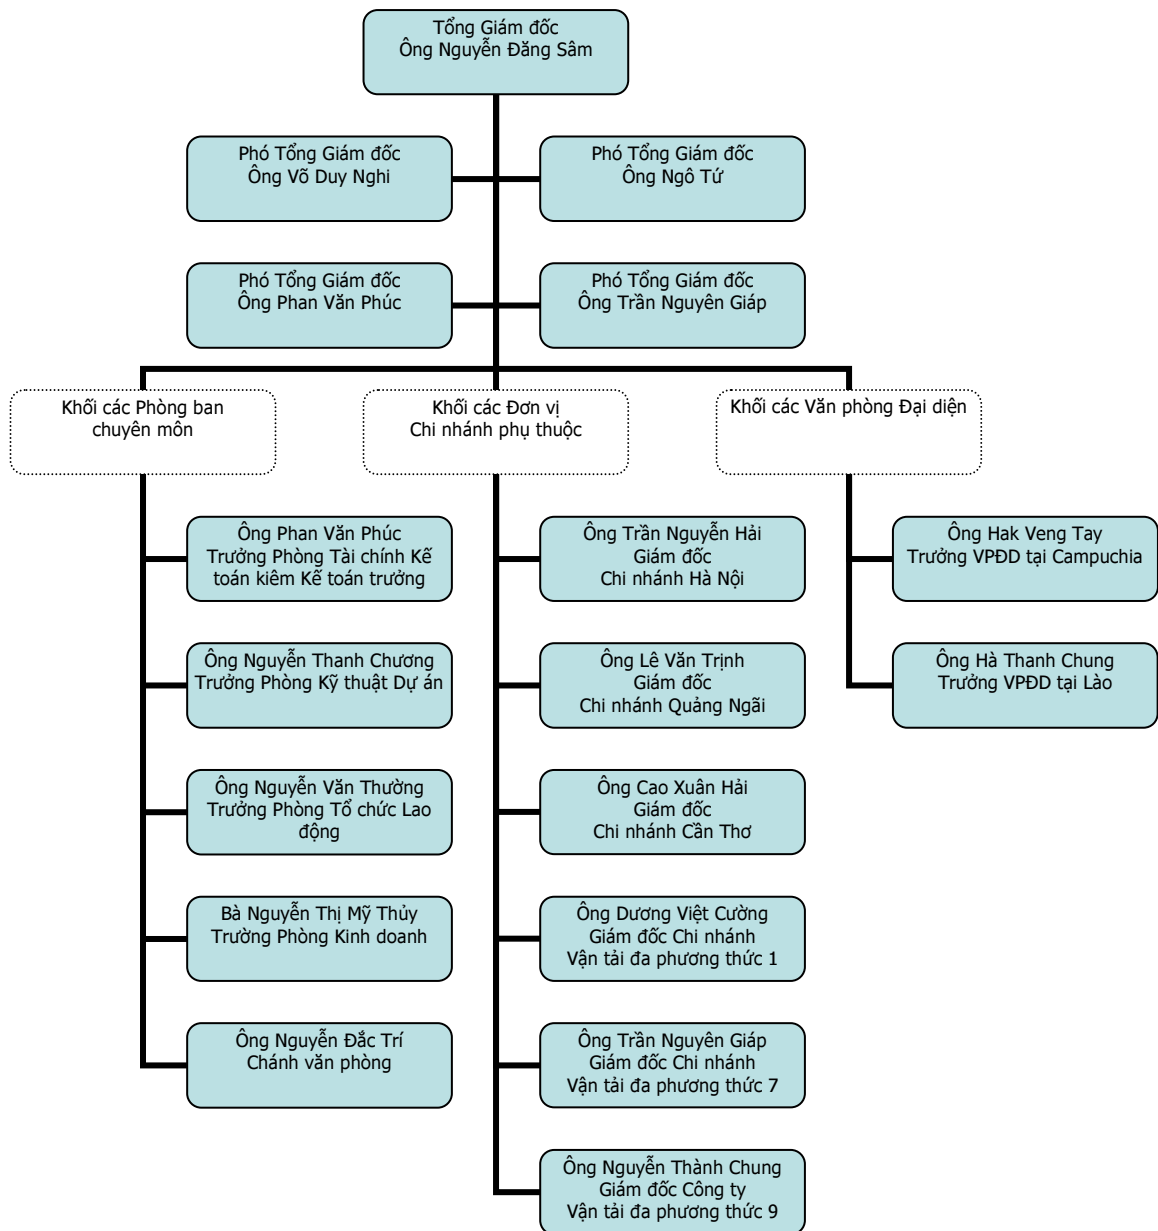 Tổng Giám đốc
Ông Nguyễn Đăng Sâm
Phó Tổng Giám đốc
Ông Võ Duy Nghi
Phó Tổng Giám đốc
Ông Ngô Tứ
Phó Tổng Giám đốc
Ông Phan Văn Phúc
Phó Tổng Giám đốc
Ông Trần Nguyên Giáp
Khối các Phòng ban
chuyên môn
Khối các Đơn vị
Chi nhánh phụ thuộc
Khối các Văn phòng Đại diện
Ông Phan Văn Phúc
Trưởng Phòng Tài chính Kế
toán kiêm Kế toán trưởng
Ông Nguyễn Thanh Chương
Trưởng Phòng Kỹ thuật Dự án
Ông Nguyễn Văn Thường
Trưởng Phòng Tổ chức Lao
động
Bà Nguyễn Thị Mỹ Thủy
Trường Phòng Kinh doanh
Ông Nguyễn Đắc Trí
Chánh văn phòng
Ông Trần Nguyễn Hải
Giám đốc
Chi nhánh Hà Nội
Ông Lê Văn Trịnh
Giám đốc
Chi nhánh Quảng Ngãi
Ông Cao Xuân Hải
Giám đốc
Chi nhánh Cần Thơ
Ông Dương Việt Cường
Giám đốc Chi nhánh
Vận tải đa phương thức 1
Ông Trần Nguyên Giáp
Giám đốc Chi nhánh
Vận tải đa phương thức 7
Ông Nguyễn Thành Chung
Giám đốc Công ty
Vận tải đa phương thức 9
Ông Hak Veng Tay
Trưởng VPĐD tại Campuchia
Ông Hà Thanh Chung
Trưởng VPĐD tại Lào